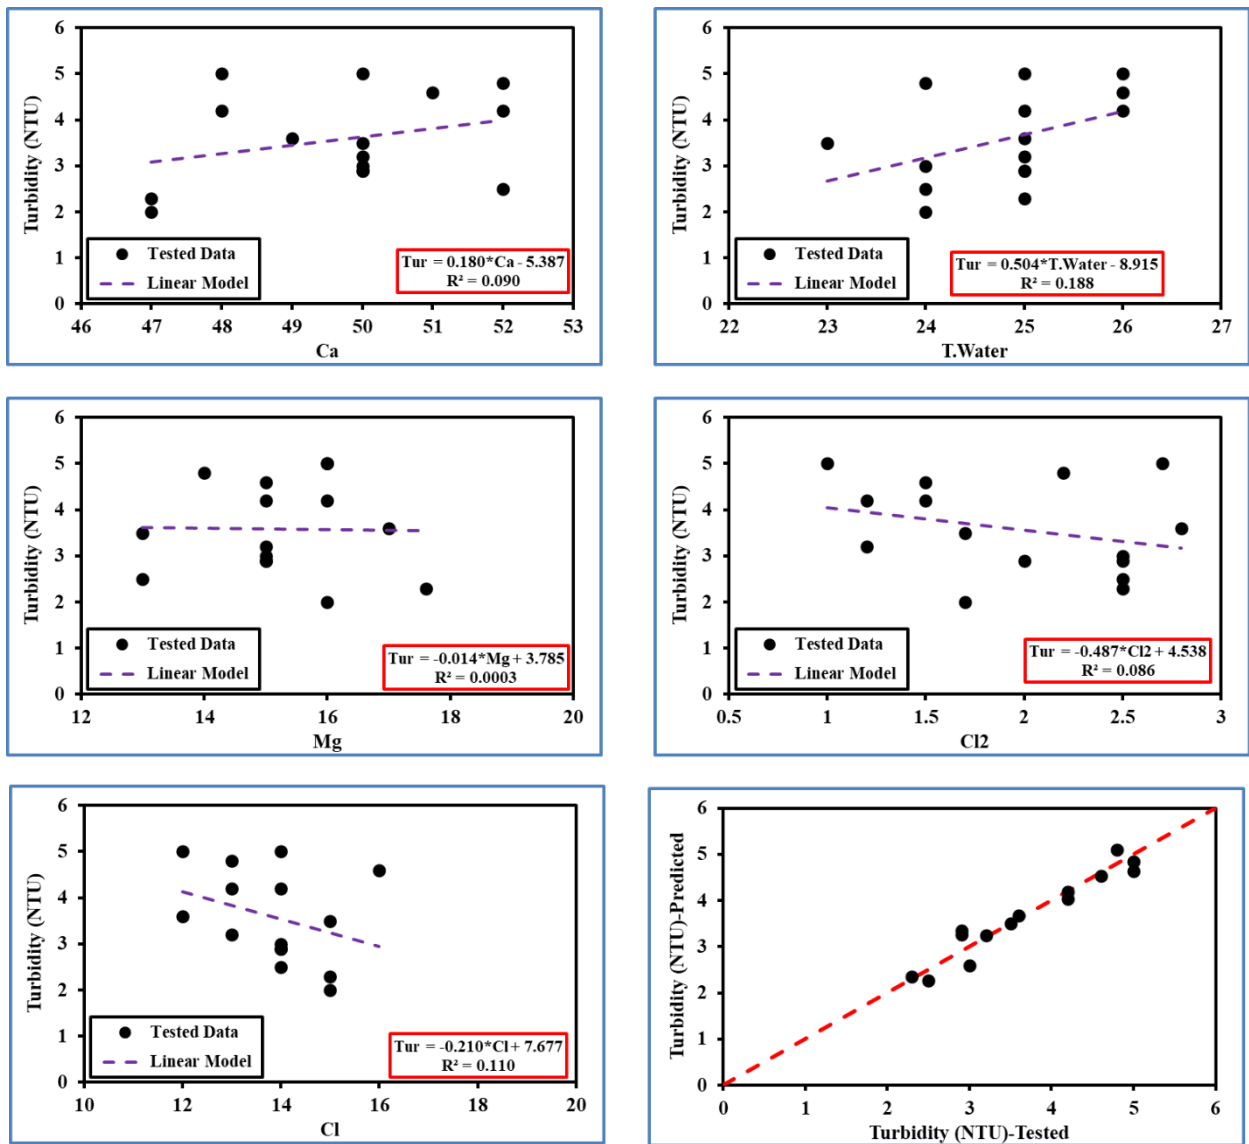 6
5
4
3
2
1
0
Turbidity (NTU)
Tested Data
Linear Model
Tur = 0.180*Ca - 5.387
R² = 0.090
46 47 48 49 50 51 52 53
Ca
6
5
4
3
2
1
0
Turbidity (NTU)
Tested Data
Linear Model
Tur = 0.504*T.Water - 8.915
R² = 0.188
22 23 24 25 26 27
T.Water
6
5
4
3
2
1
0
Turbidity (NTU)
Tested Data
Linear Model
Tur = -0.014*Mg + 3.785
R² = 0.0003
12 14 16 18 20
Mg
6
5
4
3
2
1
0
Turbidity (NTU)
Tested Data
Linear Model
Tur = -0.487*Cl2 + 4.538
R² = 0.086
0.5 1 1.5 2 2.5 3
Cl2
6
5
4
3
2
1
0
Turbidity (NTU)
Tested Data
Linear Model
Tur = -0.210*Cl + 7.677
R² = 0.110
10 12 14 16 18 20
Cl
6
5
4
3
2
1
0
Turbidity (NTU)-Predicted
0 1 2 3 4 5 6
Turbidity (NTU)-Tested